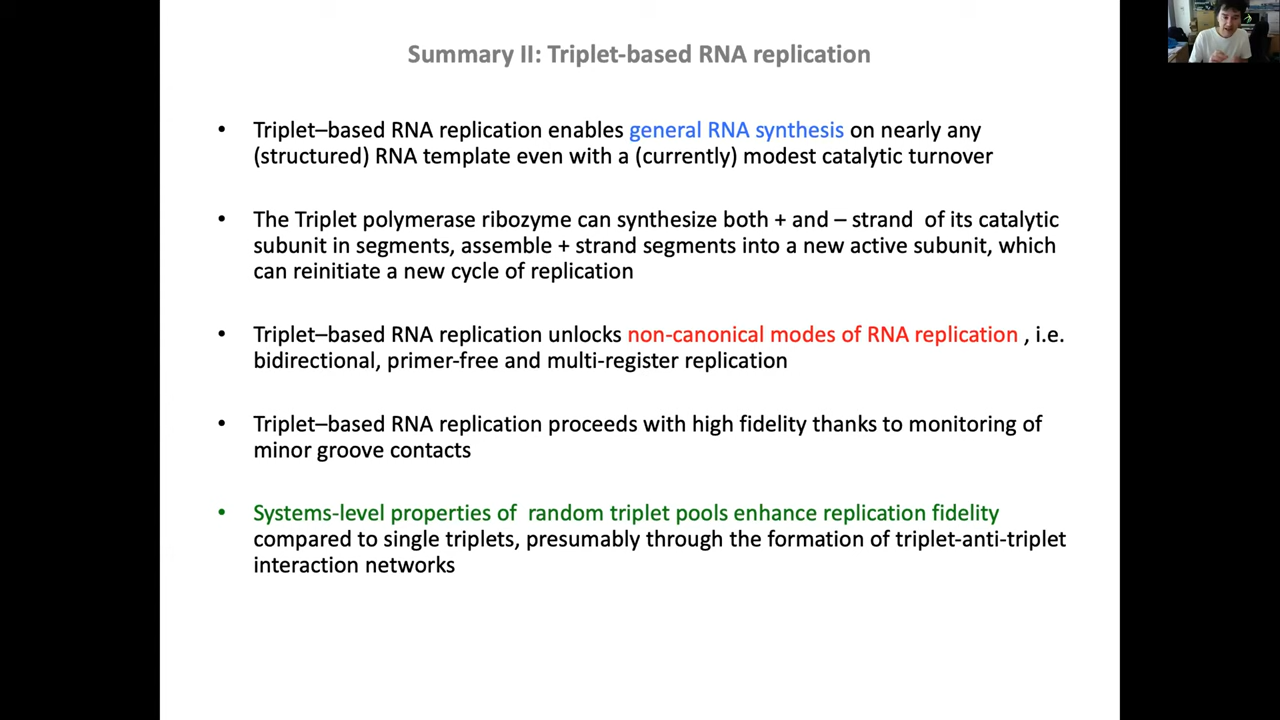 Summary II: Triplet-based RNA replication
• Triplet–based RNA replication enables general RNA synthesis on nearly any
(structured) RNA template even with a (currently) modest catalytic turnover
• The Triplet polymerase ribozyme can synthesize both + and – strand of its catalytic
subunit in segments, assemble + strand segments into a new active subunit, which
can reinitiate a new cycle of replication
• Triplet–based RNA replication unlocks non-canonical modes of RNA replication , i.e.
bidirectional, primer-free and multi-register replication
• Triplet–based RNA replication proceeds with high fidelity thanks to monitoring of
minor groove contacts
• Systems-level properties of random triplet pools enhance replication fidelity
compared to single triplets, presumably through the formation of triplet-anti-triplet
interaction networks